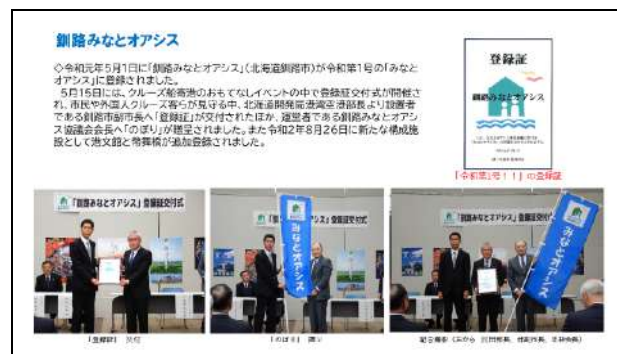 釧路みなとオアシス
◇令和元年5月1日に「釧路みなとオアシス」(北海道釧路市)が令和第1号の「みなと
オアシス」に登録されました。
5月15日には、クルーズ船寄港のおもてなしイベントの中で登録証交付式が開催さ
れ、市民や外国人クルーズ客らが見守る中、北海道開発局港湾空港部長より設置者
である釧路市副市長へ「登録証」が交付されたほか、運営者である釧路みなとオアシ
ス協議会会長へ「のぼり」が贈呈されました。また令和2年8月26日に新たな構成施
設として港文館と幣舞橋が追加登録されました。
登録証
釧路みなとオアシス
「令和第1号!!」の登録証
「釧路みなとオアシス」登録証交付式
みなとオアシス
「釧路みなとオアシス」登録証交付式
みなとオアシス
「登録証」交付
「のぼり」贈呈